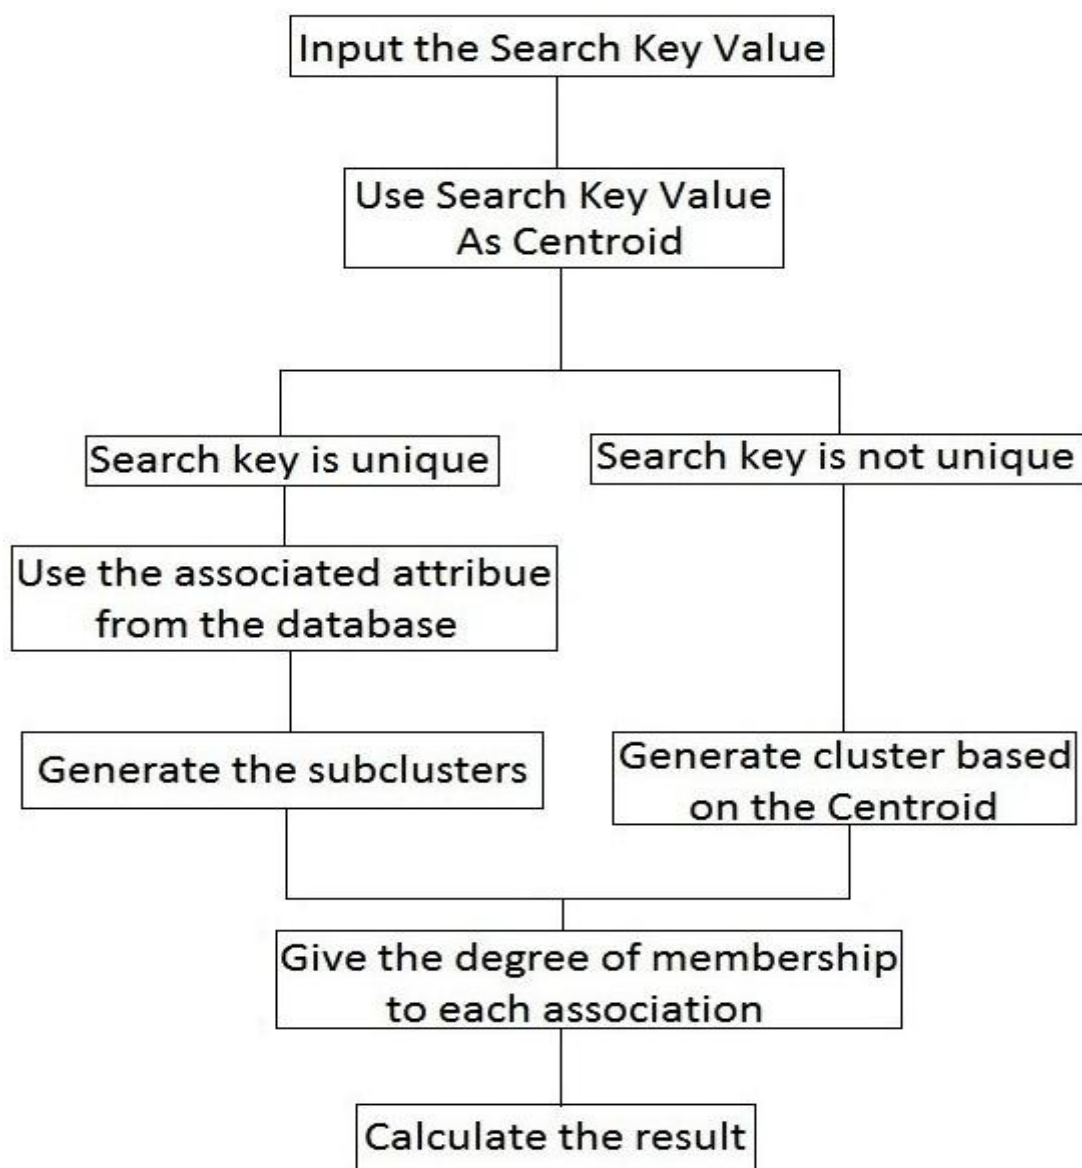 Input the Search Key Value
Use Search Key Value
As Centroid
Search key is unique
Search key is not unique
Use the associated attribue
from the database
Generate the subclusters
Generate cluster based
on the Centroid
Give the degree of membership
to each association
Calculate the result